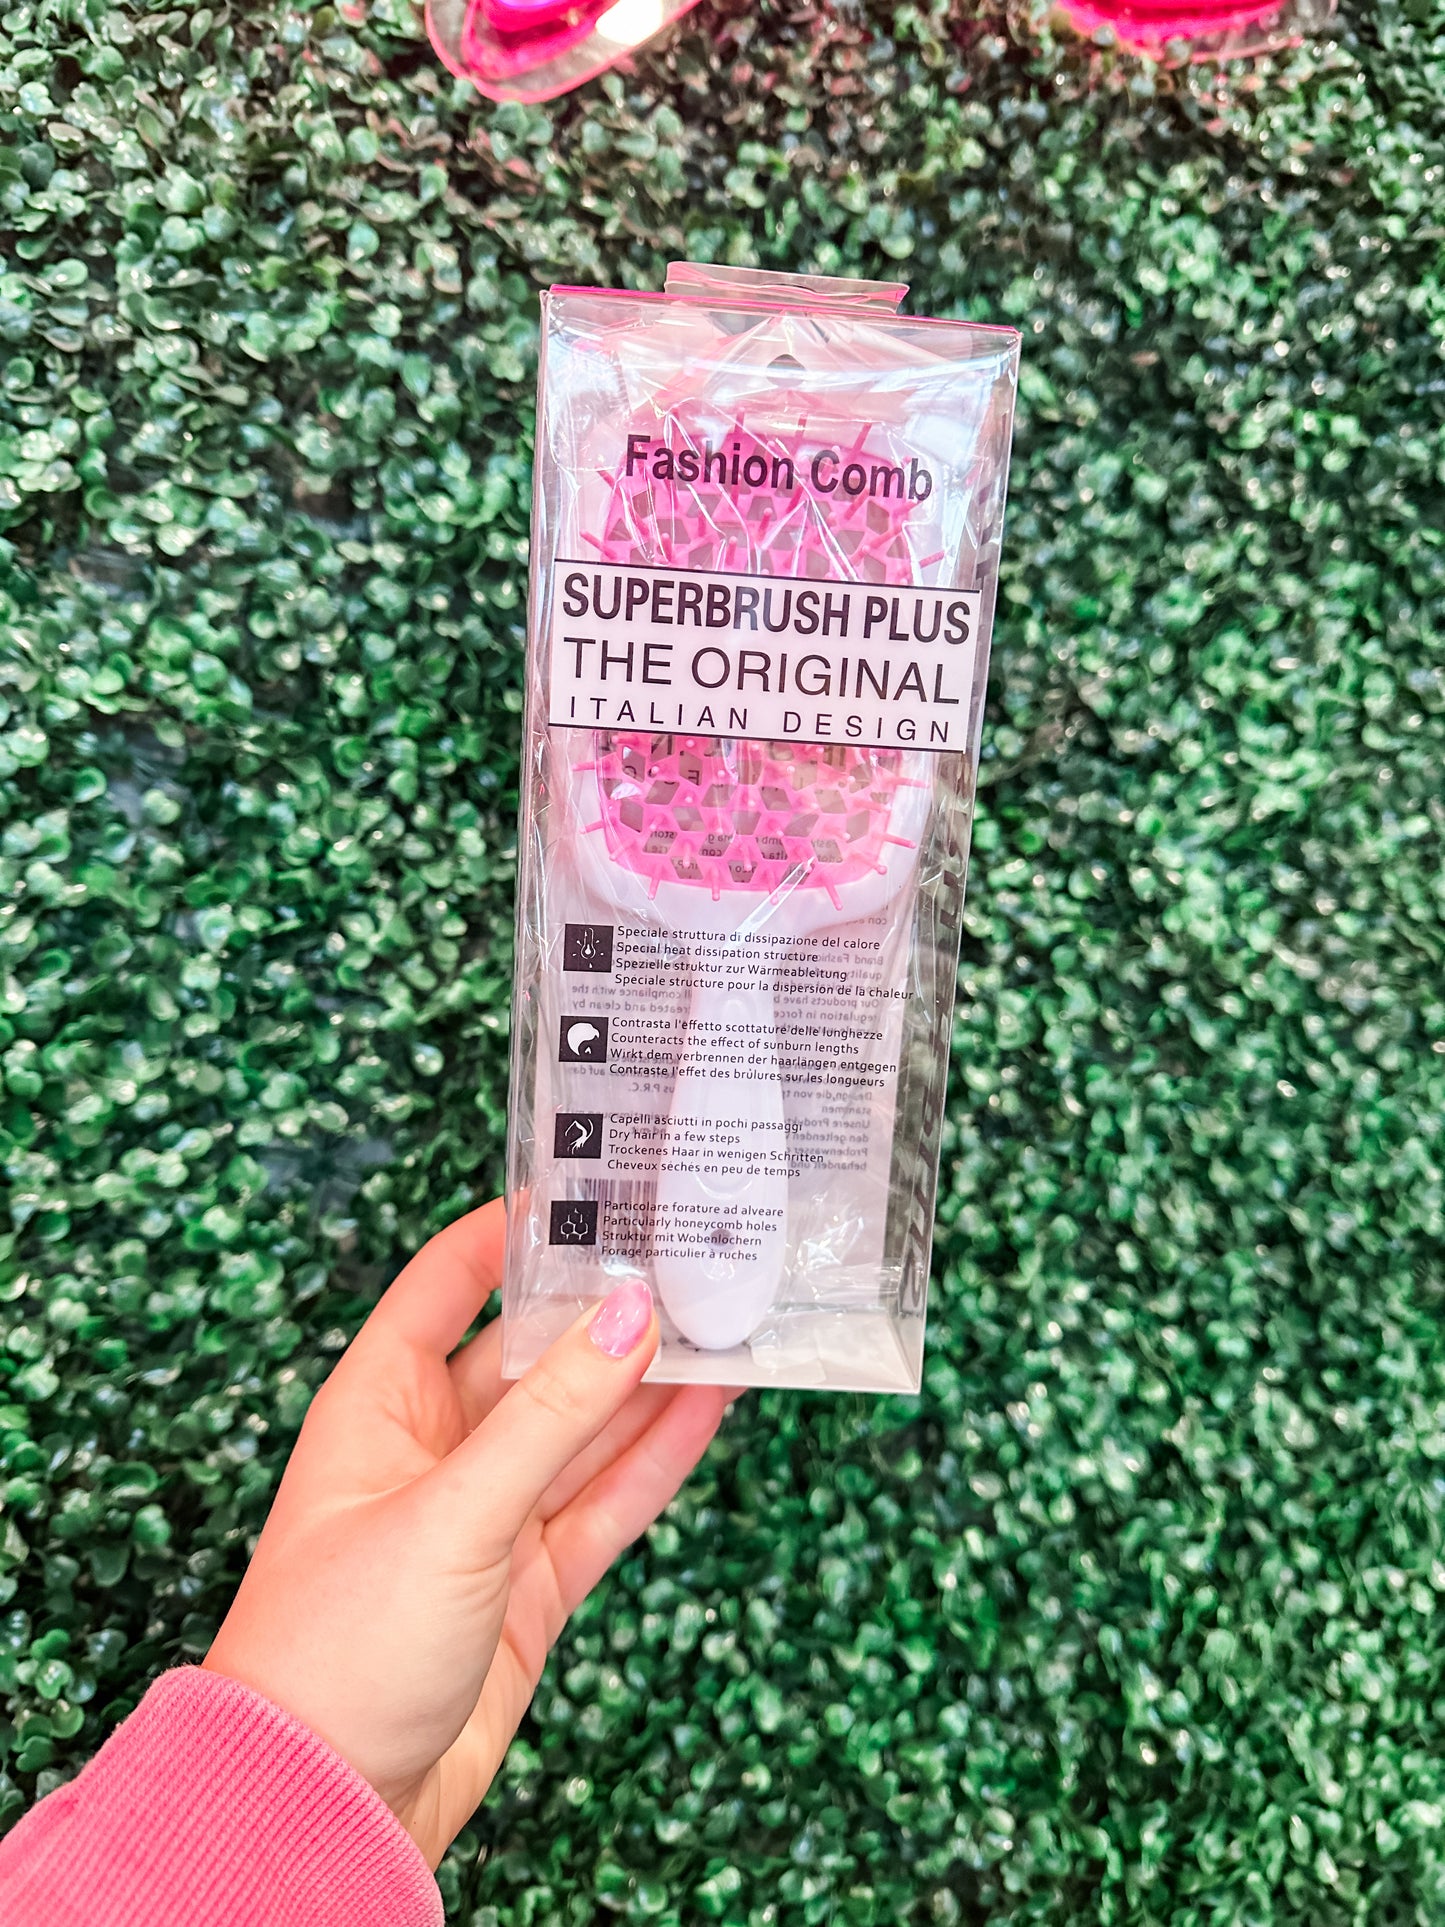 Fashion Comb
SUPERBRUSH PLUS
THE ORIGINAL
ITALIAN DESIGN
Speciale struttura di dissipazione del calore
Special heat dissipation structure
Spezielle struktur zur Wärmeableitung
Speciale structure pour la dispersion de la chaleur
Contrasta l'effetto scottature delle lunghezze
Counteracts the effect of sunburn lengths
Wirkt dem verbrennen der haarlängen entgegen
Contraste l'effet des brûlures sur les longueurs
Capelli asciutti in pochi passaggi
Dry hair in a few steps
Trockenes Haar in wenigen Schritten
Cheveux séchés en peu de temps
Particolare forature ad alveare
Particularly honeycomb holes
Struktur mit Wobenlochern
Forage particulier à ruches